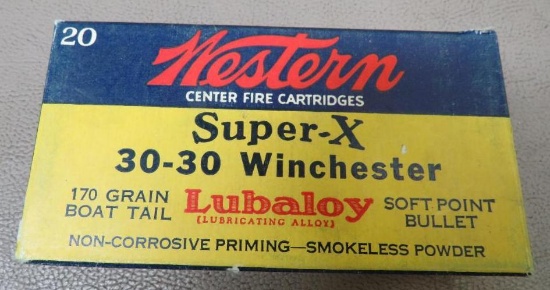 20
Western
CENTER FIRE CARTRIDGES
Super-X
30-30 Winchester
170 GRAIN
BOAT TAIL
Lubaloy
(LUBRICATING ALLOY)
SOFT POINT
BULLET
NON-CORROSIVE PRIMING—SMOKELESS POWDER